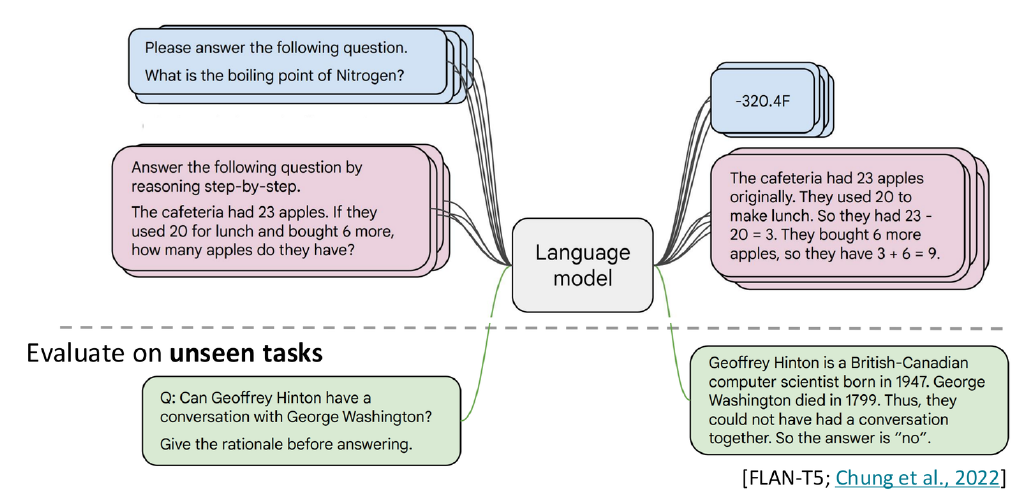 Please answer the following question.
What is the boiling point of Nitrogen?
-320.4F
Answer the following question by
reasoning step-by-step.
The cafeteria had 23 apples. If they
used 20 for lunch and bought 6 more,
how many apples do they have?
The cafeteria had 23 apples
originally. They used 20 to
make lunch. So they had 23 -
20 = 3. They bought 6 more
apples, so they have 3 + 6 = 9.
Language
model
Evaluate on unseen tasks
Q: Can Geoffrey Hinton have a
conversation with George Washington?
Give the rationale before answering.
Geoffrey Hinton is a British-Canadian
computer scientist born in 1947. George
Washington died in 1799. Thus, they
could not have had a conversation
together. So the answer is “no”.
[FLAN-T5; Chung et al., 2022]